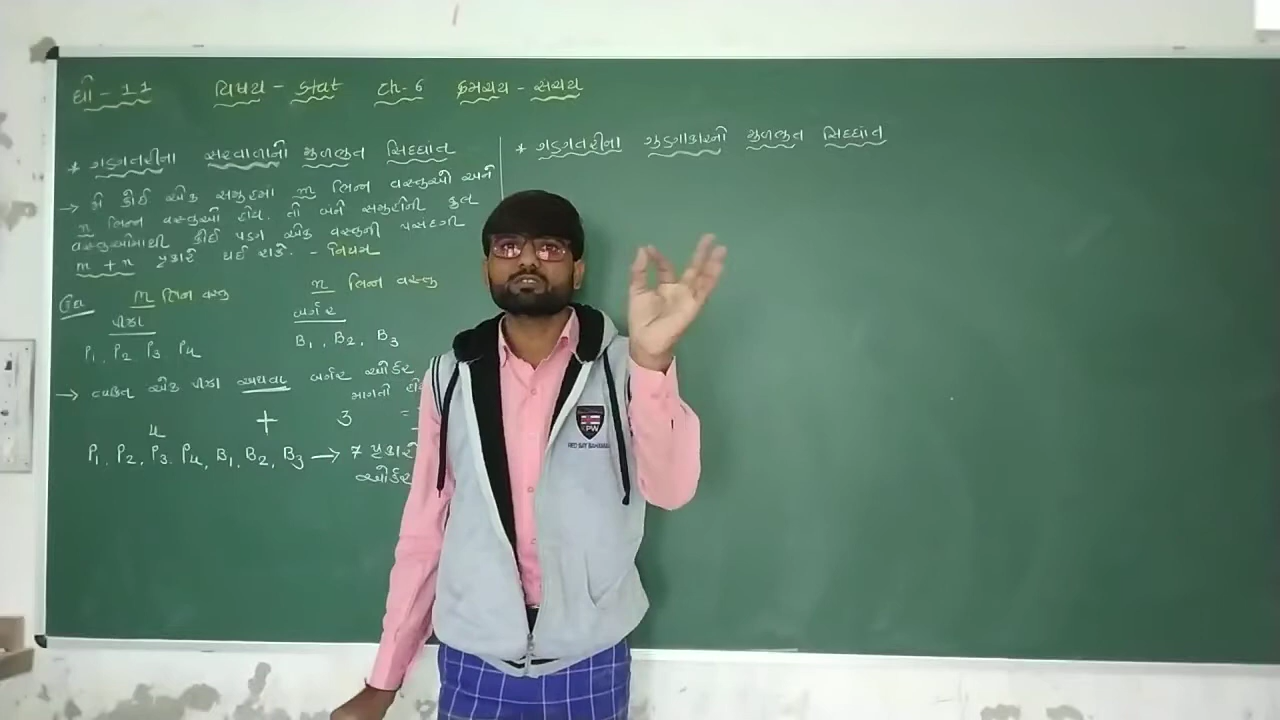 ધો - 11 વિષય - સ્ટેટ ch-6 ક્રમચય - સંચય
* ગણતરીના સરવાળાનો મુળભુત સિદ્ધાંત
→ જો કોઈ એક સમુહમા m ભિન્ન વસ્તુઓ અને
n ભિન્ન વસ્તુઓ હોય. તો બંને સમુહોની કુલ
વસ્તુઓમાથી કોઈ પણ એક વસ્તુની પસંદગી
m + n પ્રકારે થઈ શકે. - નિયમ
ઉદા m ભિન્ન વસ્તુ n ભિન્ન વસ્તુ
પીઝા બર્ગર
P1, P2 P3 P4 B1, B2, B3
→ વ્યક્તિ એક પીઝા અથવા બર્ગર ઓર્ડર
માગતી
4 + 3 =
P1, P2, P3, P4, B1, B2, B3 → 7 પ્રકારે
ઓર્ડર
* ગણતરીના ગુણાકારનો મુળભુત સિદ્ધાંત
PW